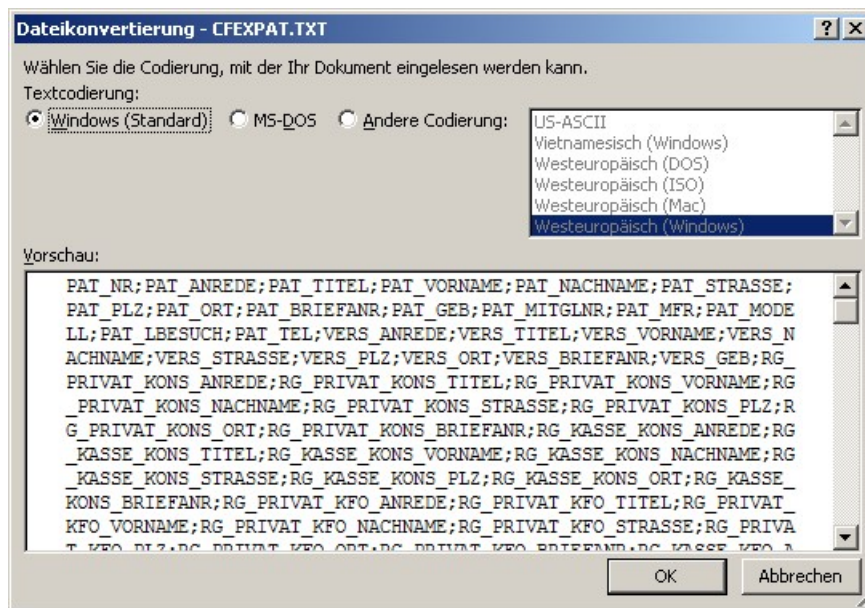 Dateikonvertierung - CFEXPAT.TXT
Wählen Sie die Codierung, mit der Ihr Dokument eingelesen werden kann.
Textcodierung:
Windows (Standard) MS-DOS Andere Codierung:
US-ASCII
Vietnamesisch (Windows)
Westeuropäisch (DOS)
Westeuropäisch (ISO)
Westeuropäisch (Mac)
Westeuropäisch (Windows)
Vorschau:
PAT_NR;PAT_ANREDE;PAT_TITEL;PAT_VORNAME;PAT_NACHNAME;PAT_STRASSE;
PAT_PLZ;PAT_ORT;PAT_BRIEFANR;PAT_GEB;PAT_MITGLNR;PAT_MFR;PAT_MODE
LL;PAT_LBESUCH;PAT_TEL;VERS_ANREDE;VERS_TITEL;VERS_VORNAME;VERS_N
ACHNAME;VERS_STRASSE;VERS_PLZ;VERS_ORT;VERS_BRIEFANR;VERS_GEB;RG_
PRIVAT_KONS_ANREDE;RG_PRIVAT_KONS_TITEL;RG_PRIVAT_KONS_VORNAME;RG
_PRIVAT_KONS_NACHNAME;RG_PRIVAT_KONS_STRASSE;RG_PRIVAT_KONS_PLZ;R
G_PRIVAT_KONS_ORT;RG_PRIVAT_KONS_BRIEFANR;RG_KASSE_KONS_ANREDE;RG
_KASSE_KONS_TITEL;RG_KASSE_KONS_VORNAME;RG_KASSE_KONS_NACHNAME;RG
_KASSE_KONS_STRASSE;RG_KASSE_KONS_PLZ;RG_KASSE_KONS_ORT;RG_KASSE_
KONS_BRIEFANR;RG_PRIVAT_KFO_ANREDE;RG_PRIVAT_KFO_TITEL;RG_PRIVAT_
KFO_VORNAME;RG_PRIVAT_KFO_NACHNAME;RG_PRIVAT_KFO_STRASSE;RG_PRIVA
T_KFO_PLZ;RG_PRIVAT_KFO_ORT;RG_PRIVAT_KFO_BRIEFANR;RG_KASSE_KFO_A
OK Abbrechen